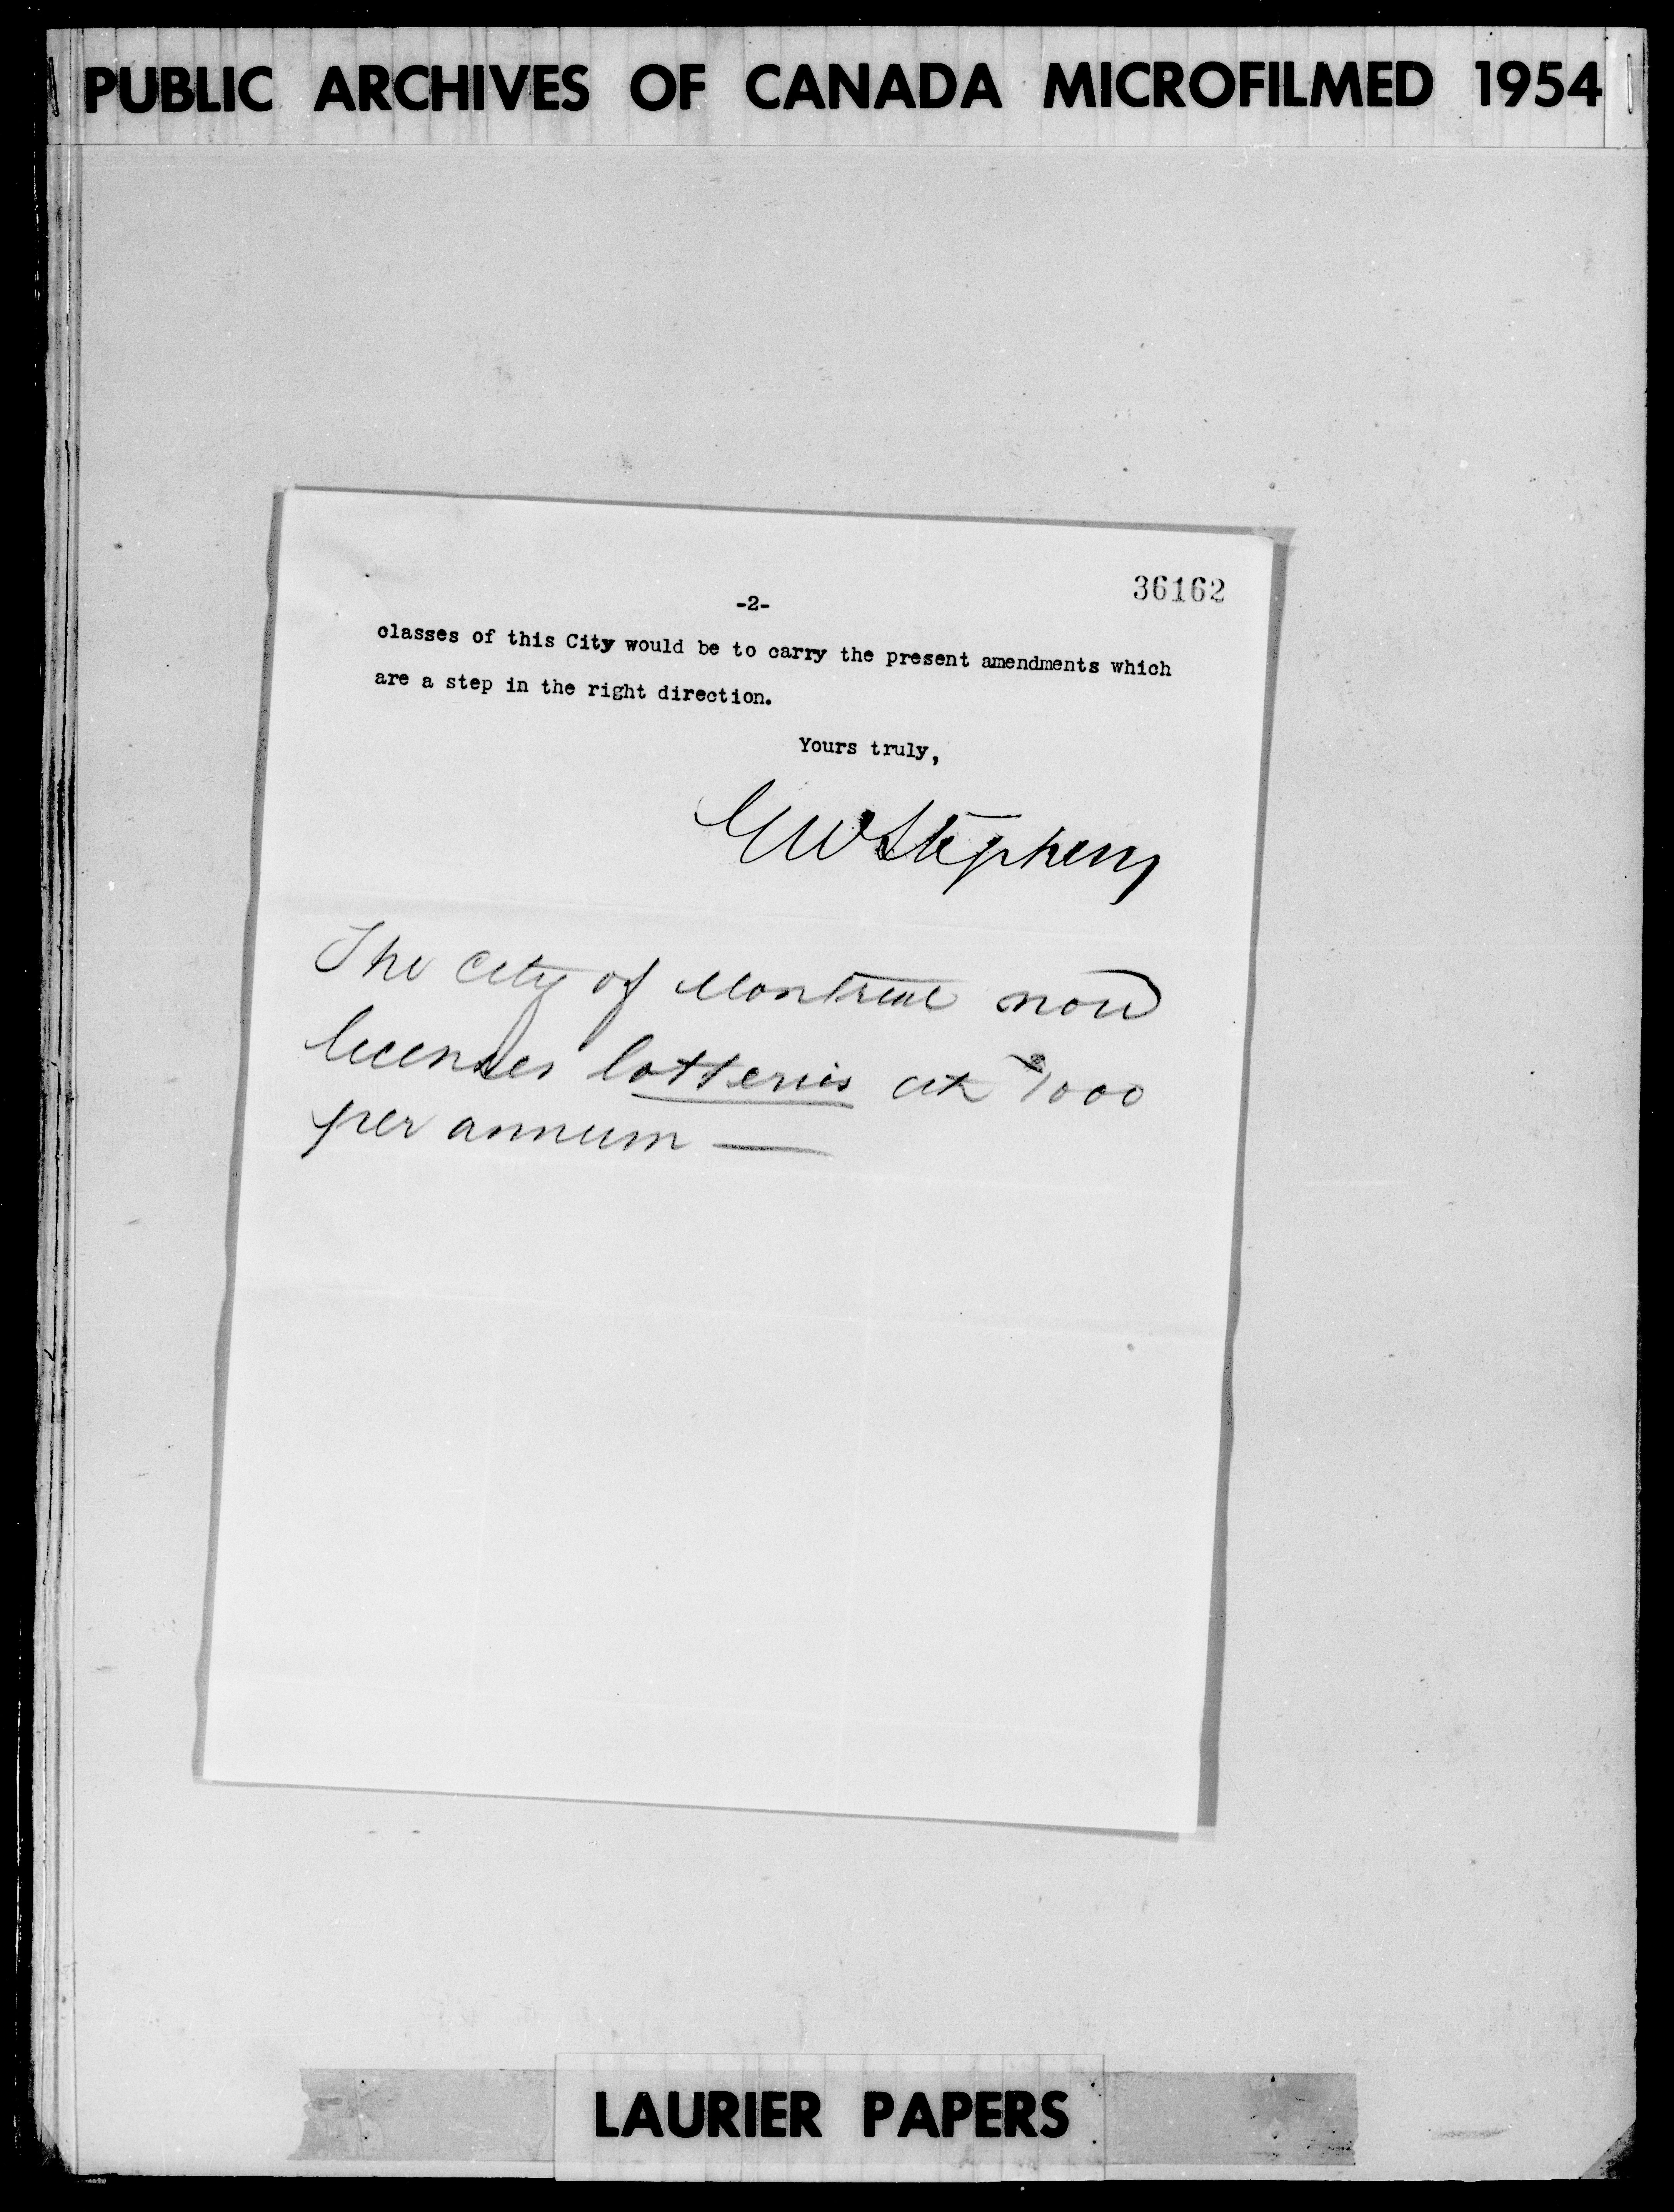 PUBLIC ARCHIVES OF CANADA MICROFILMED 1954
36162
-2-
classes of this City would be to carry the present amendments which
are a step in the right direction.
Yours truly,
GWStephens
The City of Montreal now
licenses lotteries at $1000
per annum —
LAURIER PAPERS